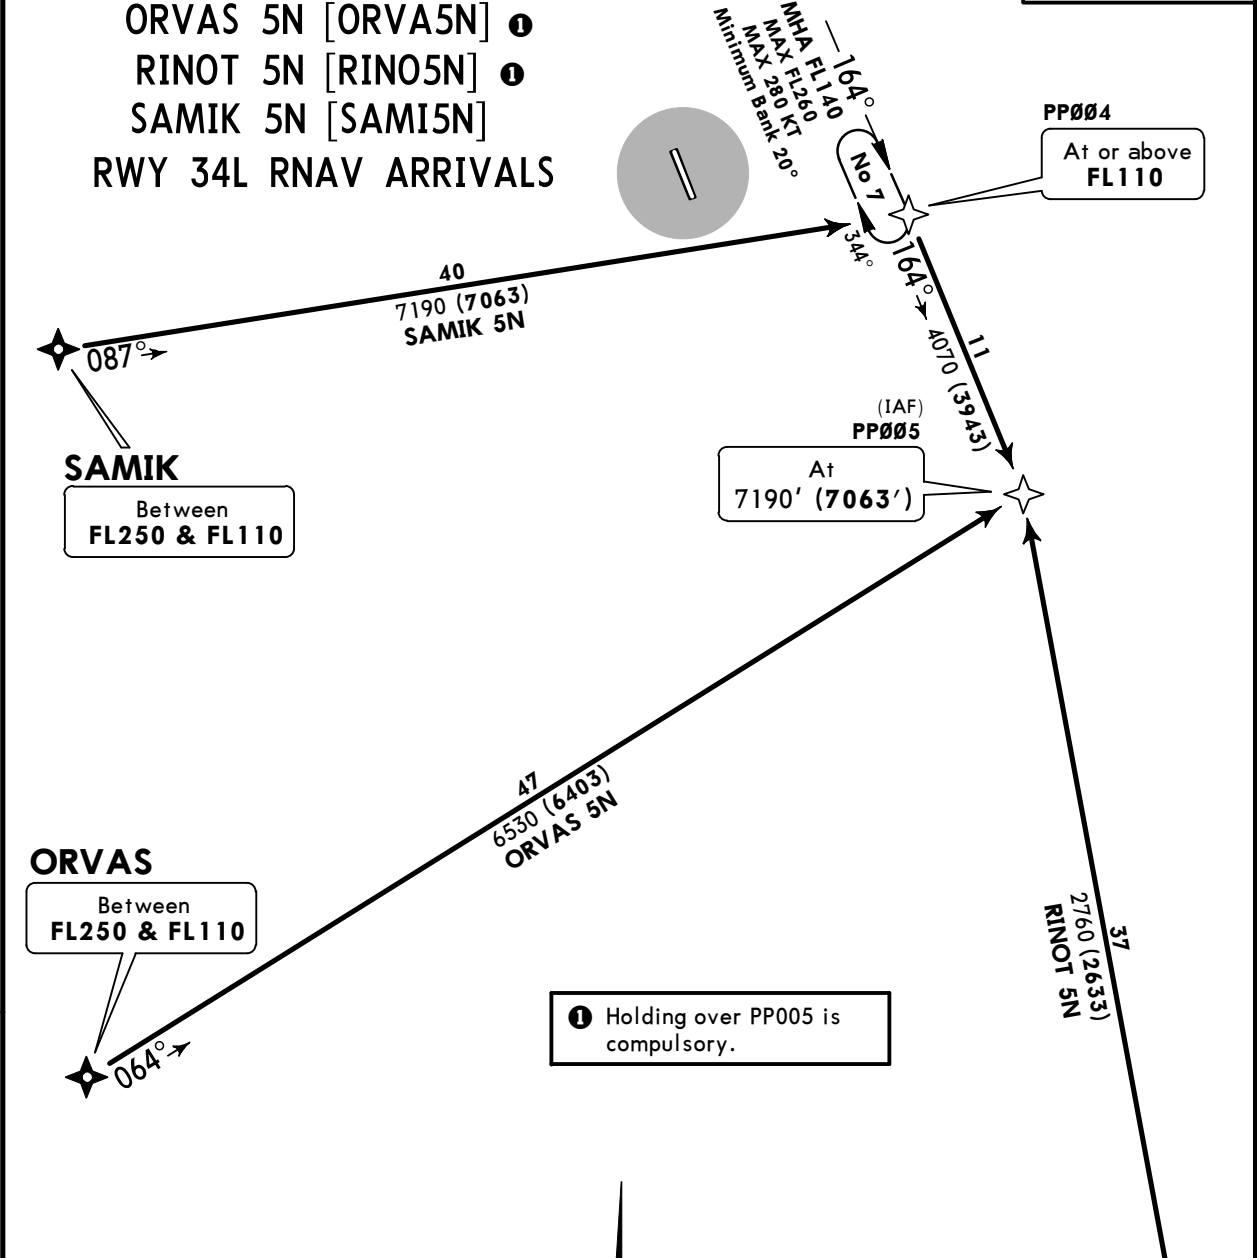 ORVAS 5N [ORVA5N] ❶
RINOT 5N [RINO5N] ❶
SAMIK 5N [SAMI5N]
RWY 34L RNAV ARRIVALS
MHA FL140
MAX FL260
MAX 280 KT
Minimum Bank 20°
164°
No 7
344°
PPØØ4
At or above
FL110
40
7190 (7063)
SAMIK 5N
087°
SAMIK
Between
FL250 & FL110
164°
11
4070 (3943)
(IAF)
PPØØ5
At
7190' (7063')
47
6530 (6403)
ORVAS 5N
ORVAS
Between
FL250 & FL110
064°
37
2760 (2633)
RINOT 5N
❶ Holding over PP005 is
compulsory.